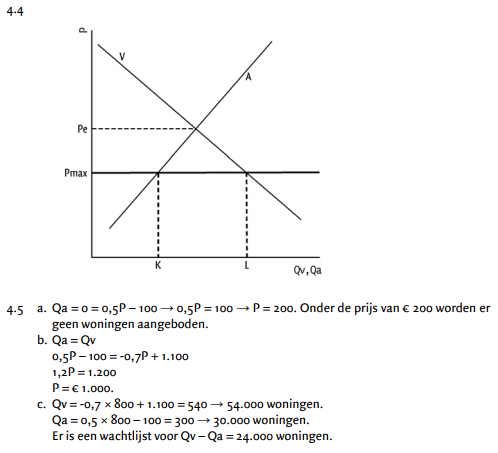 4.4
P
V
A
Pe
Pmax
K
L
Qv, Qa
4.5 a. Qa = 0 = 0,5P – 100 → 0,5P = 100 → P = 200. Onder de prijs van € 200 worden er
geen woningen aangeboden.
b. Qa = Qv
0,5P – 100 = -0,7P + 1.100
1,2P = 1.200
P = € 1.000.
c. Qv = -0,7 × 800 + 1.100 = 540 → 54.000 woningen.
Qa = 0,5 × 800 – 100 = 300 → 30.000 woningen.
Er is een wachtlijst voor Qv – Qa = 24.000 woningen.